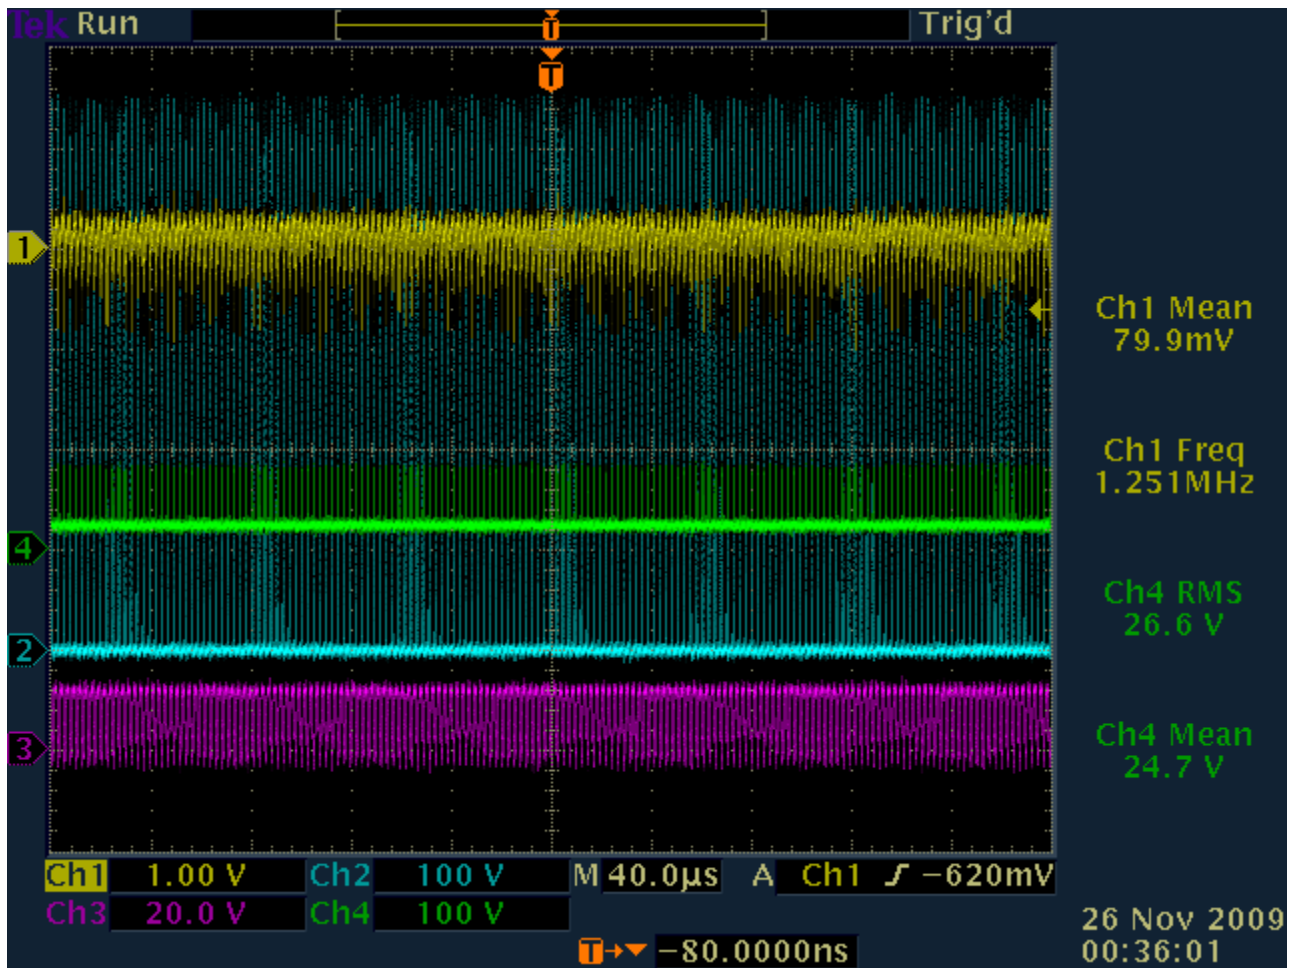 Tek Run Trig'd
T
T
1
Ch1 Mean
79.9mV
Ch1 Freq
1.251MHz
4
Ch4 RMS
26.6 V
2
Ch4 Mean
24.7 V
3
Ch1 1.00 V Ch2 100 V M 40.0µs A Ch1 -620mV
Ch3 20.0 V Ch4 100 V
T -80.0000ns
26 Nov 2009
00:36:01